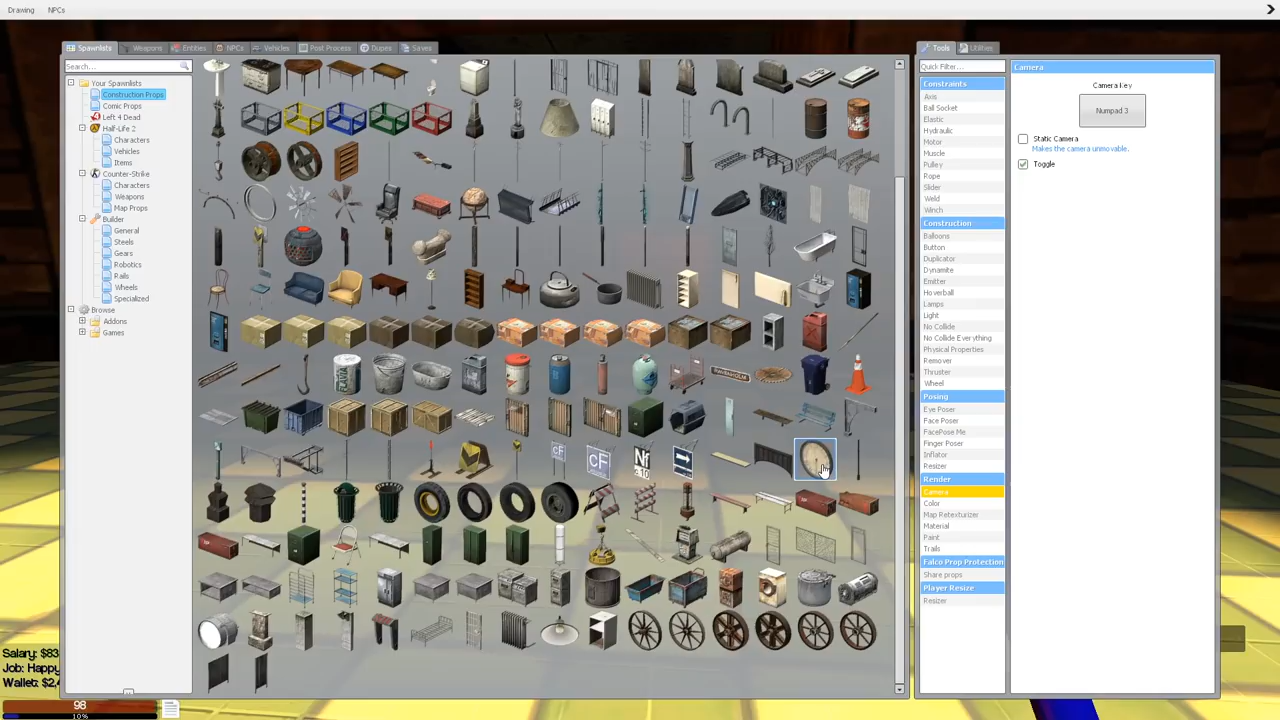 Drawing NPCs
Spawnlists Weapons Entities NPCs Vehicles Post Process Dupes Saves
Tools Utilities
Search...
Your Spawnlists
Construction Props
Comic Props
Left 4 Dead
Half-Life 2
Characters
Vehicles
Items
Counter-Strike
Characters
Weapons
Map Props
Builder
General
Steels
Gears
Robotics
Rails
Wheels
Specialized
Browse
Addons
Games
RAVENHOLM
cF
cF
Quick Filter...
Constraints
Axis
Ball Socket
Elastic
Hydraulic
Motor
Muscle
Pulley
Rope
Slider
Weld
Winch
Construction
Balloons
Button
Duplicator
Dynamite
Emitter
Hoverball
Lamps
Light
No Collide
No Collide Everything
Physical Properties
Remover
Thruster
Wheel
Posing
Eye Poser
Face Poser
FacePose Me
Finger Poser
Inflator
Resizer
Render
Camera
Color
Map Retexturizer
Material
Paint
Trails
Falco Prop Protection
Share props
Player Resize
Resizer
Camera
Camera Key
Numpad 3
Static Camera
Makes the camera unmovable.
Toggle
Salary: $83
Job: Happy
Wallet: $2,4
98
10%